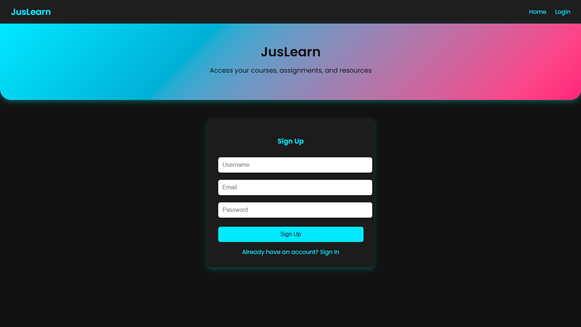 JusLearn
Home Login
JusLearn
Access your courses, assignments, and resources
Sign Up
Username
Email
Password
Sign Up
Already have an account? Sign In